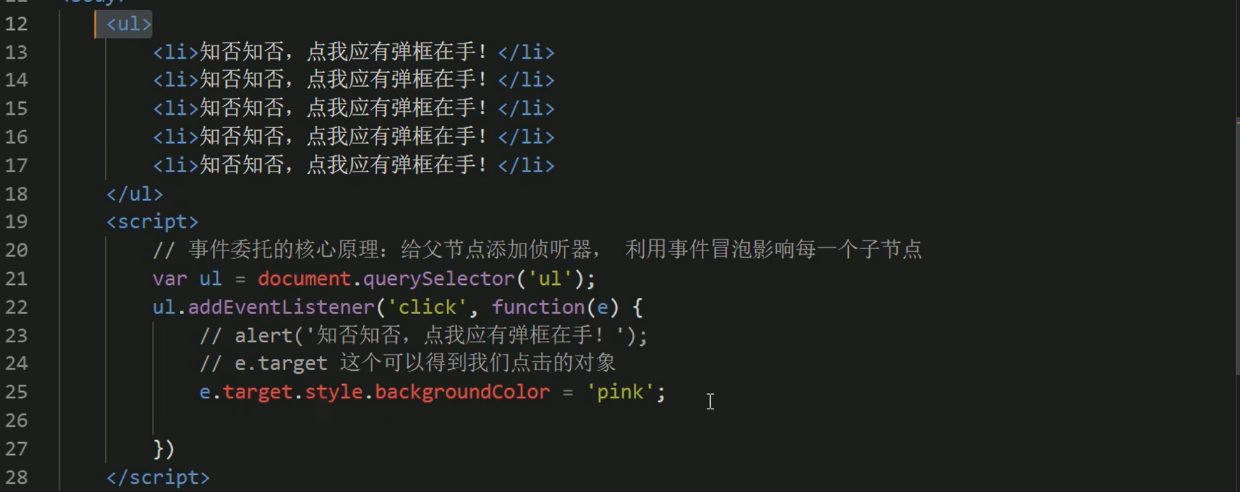 12 <ul>
13 <li>知否知否，点我应有弹框在手！</li>
14 <li>知否知否，点我应有弹框在手！</li>
15 <li>知否知否，点我应有弹框在手！</li>
16 <li>知否知否，点我应有弹框在手！</li>
17 <li>知否知否，点我应有弹框在手！</li>
18 </ul>
19 <script>
20 // 事件委托的核心原理：给父节点添加侦听器， 利用事件冒泡影响每一个子节点
21 var ul = document.querySelector('ul');
22 ul.addEventListener('click', function(e) {
23 // alert('知否知否，点我应有弹框在手！');
24 // e.target 这个可以得到我们点击的对象
25 e.target.style.backgroundColor = 'pink';
26
27 })
28 </script>